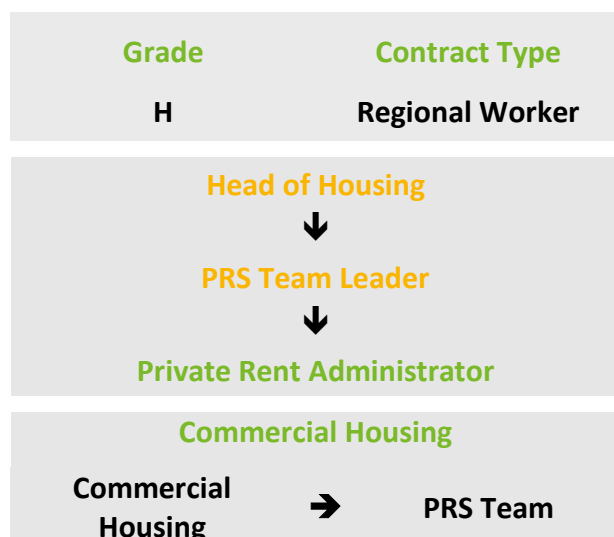 Grade Contract Type
H Regional Worker
Head of Housing
↓
PRS Team Leader
↓
Private Rent Administrator
Commercial Housing
Commercial ➔ PRS Team
Housing